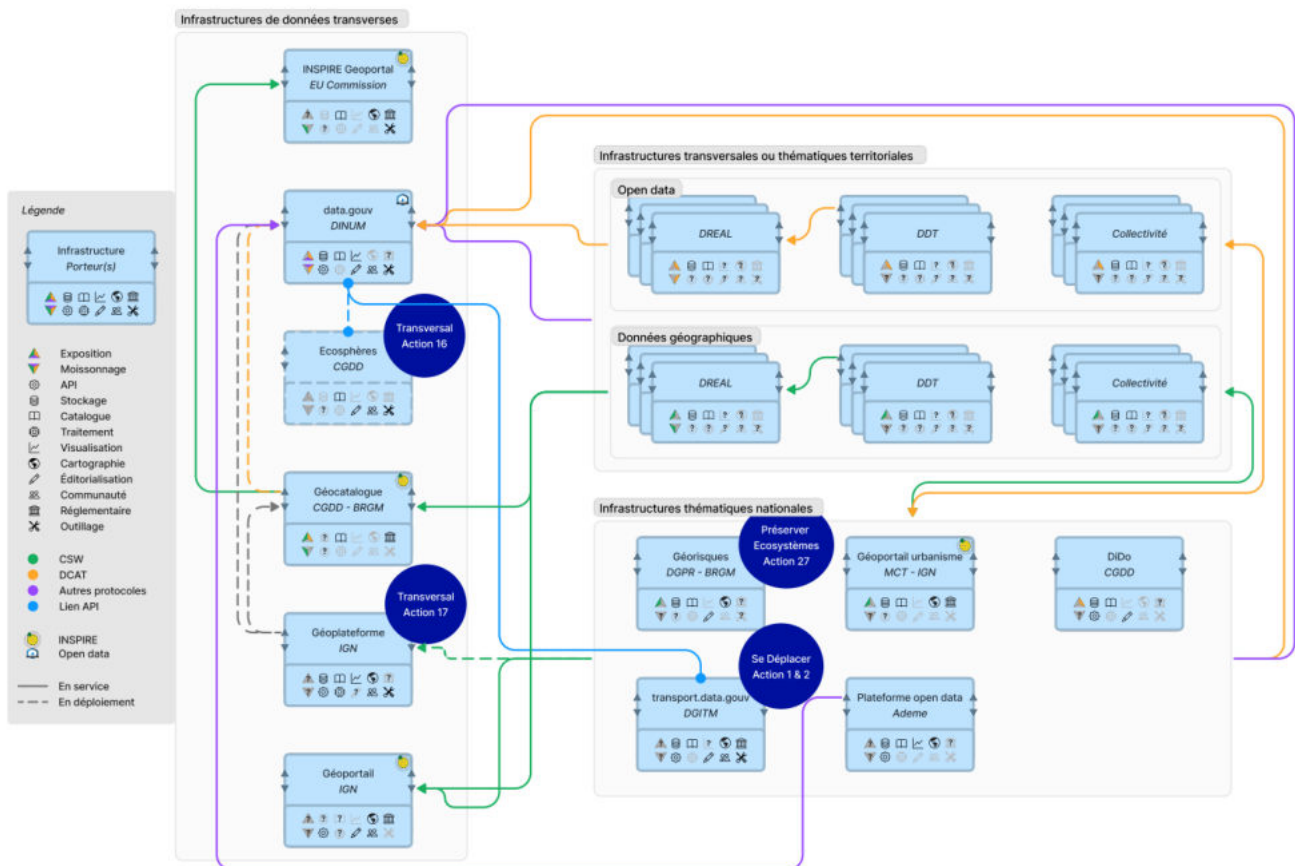 Infrastructures de données transverses
INSPIRE Geoportal
EU Commission
data.gouv
DINUM
Transversal
Action 16
Ecosphères
CGDD
Géocatalogue
CGDD - BRGM
Transversal
Action 17
Géoplateforme
IGN
Géoportail
IGN
Légende
Infrastructure
Porteur(s)
Exposition
Moissonnage
API
Stockage
Catalogue
Traitement
Visualisation
Cartographie
Éditorialisation
Communauté
Réglementaire
Outillage
CSW
DCAT
Autres protocoles
Lien API
INSPIRE
Open data
En service
En déploiement
Infrastructures transversales ou thématiques territoriales
Open data
DREAL
DDT
Collectivité
Données géographiques
DREAL
DDT
Collectivité
Infrastructures thématiques nationales
Géorisques
DGPR - BRGM
Préserver
Ecosystèmes
Action 27
Géoportail urbanisme
MCT - IGN
DiDo
CGDD
Se Déplacer
Action 1 & 2
transport.data.gouv
DGITM
Plateforme open data
Ademe